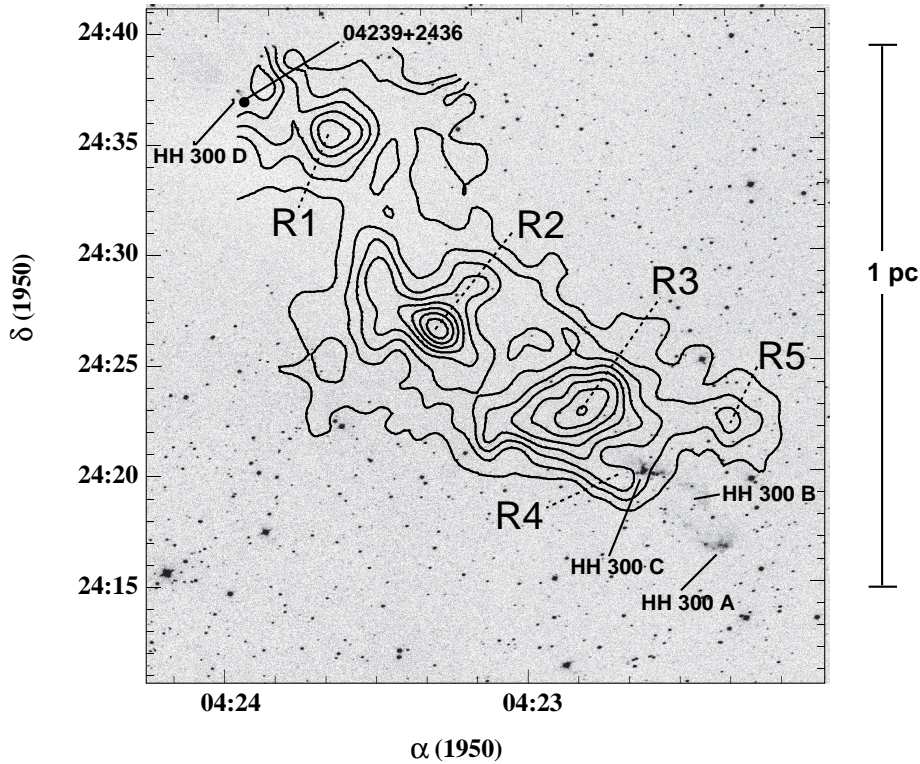 24:40
04239+2436
24:35
HH 300 D
R1
R2
24:30
1 pc
R3
δ (1950)
24:25
R5
24:20
HH 300 B
R4
HH 300 C
24:15
HH 300 A
04:24
04:23
α (1950)